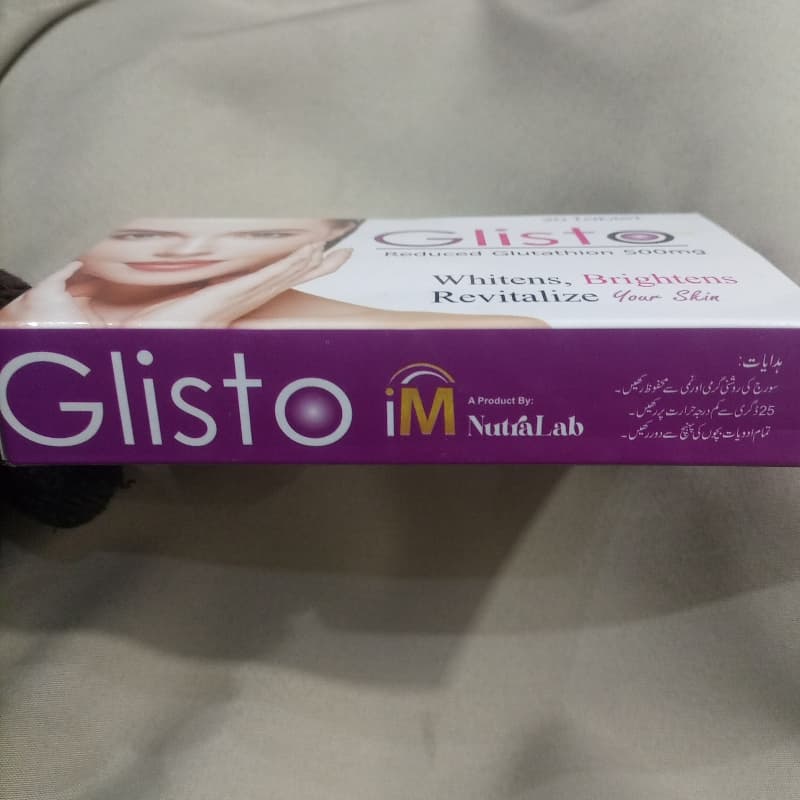 20 Tablet
Glisto
Reduced Glutathion 500mg
Whitens, Brightens
Revitalize Your Skin
Glisto
iM
A Product By:
NutraLab
ہدایات:
سورج کی روشنی گرمی اور نمی سے محفوظ رکھیں۔
25 ڈگری سے کم درجہ حرارت پر رکھیں۔
تمام ادویات بچوں کی پہنچ سے دور رکھیں۔